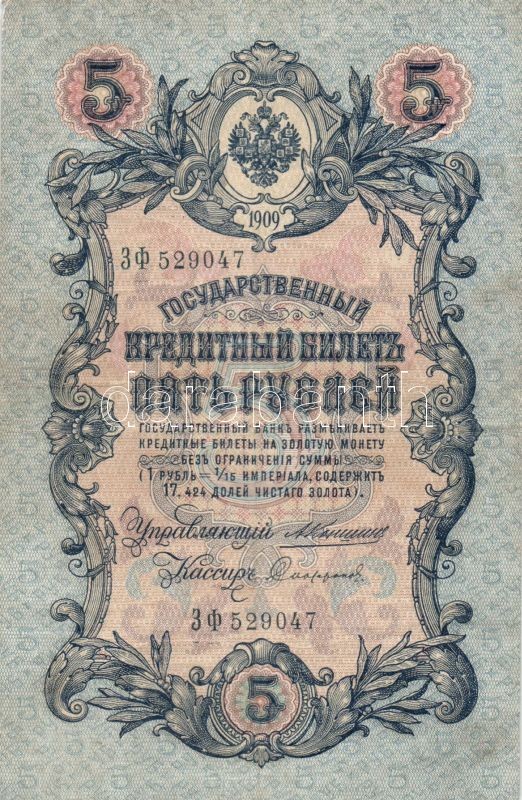 5 5
1909
ЗФ 529047
ГОСУДАРСТВЕННЫЙ
КРЕДИТНЫЙ БИЛЕТЪ
ПЯТЬ РУБЛЕЙ
darabanth
ГОСУДАРСТВЕННЫЙ БАНКЪ РАЗМѢНИВАЕТЪ
КРЕДИТНЫЕ БИЛЕТЫ НА ЗОЛОТУЮ МОНЕТУ
БЕЗЪ ОГРАНИЧЕНІЯ СУММЫ
(1 РУБЛЬ = 1/15 ИМПЕРІАЛА, СОДЕРЖИТЪ
17,424 ДОЛЕЙ ЧИСТАГО ЗОЛОТА).
Управляющій
Кассиръ
ЗФ 529047
5